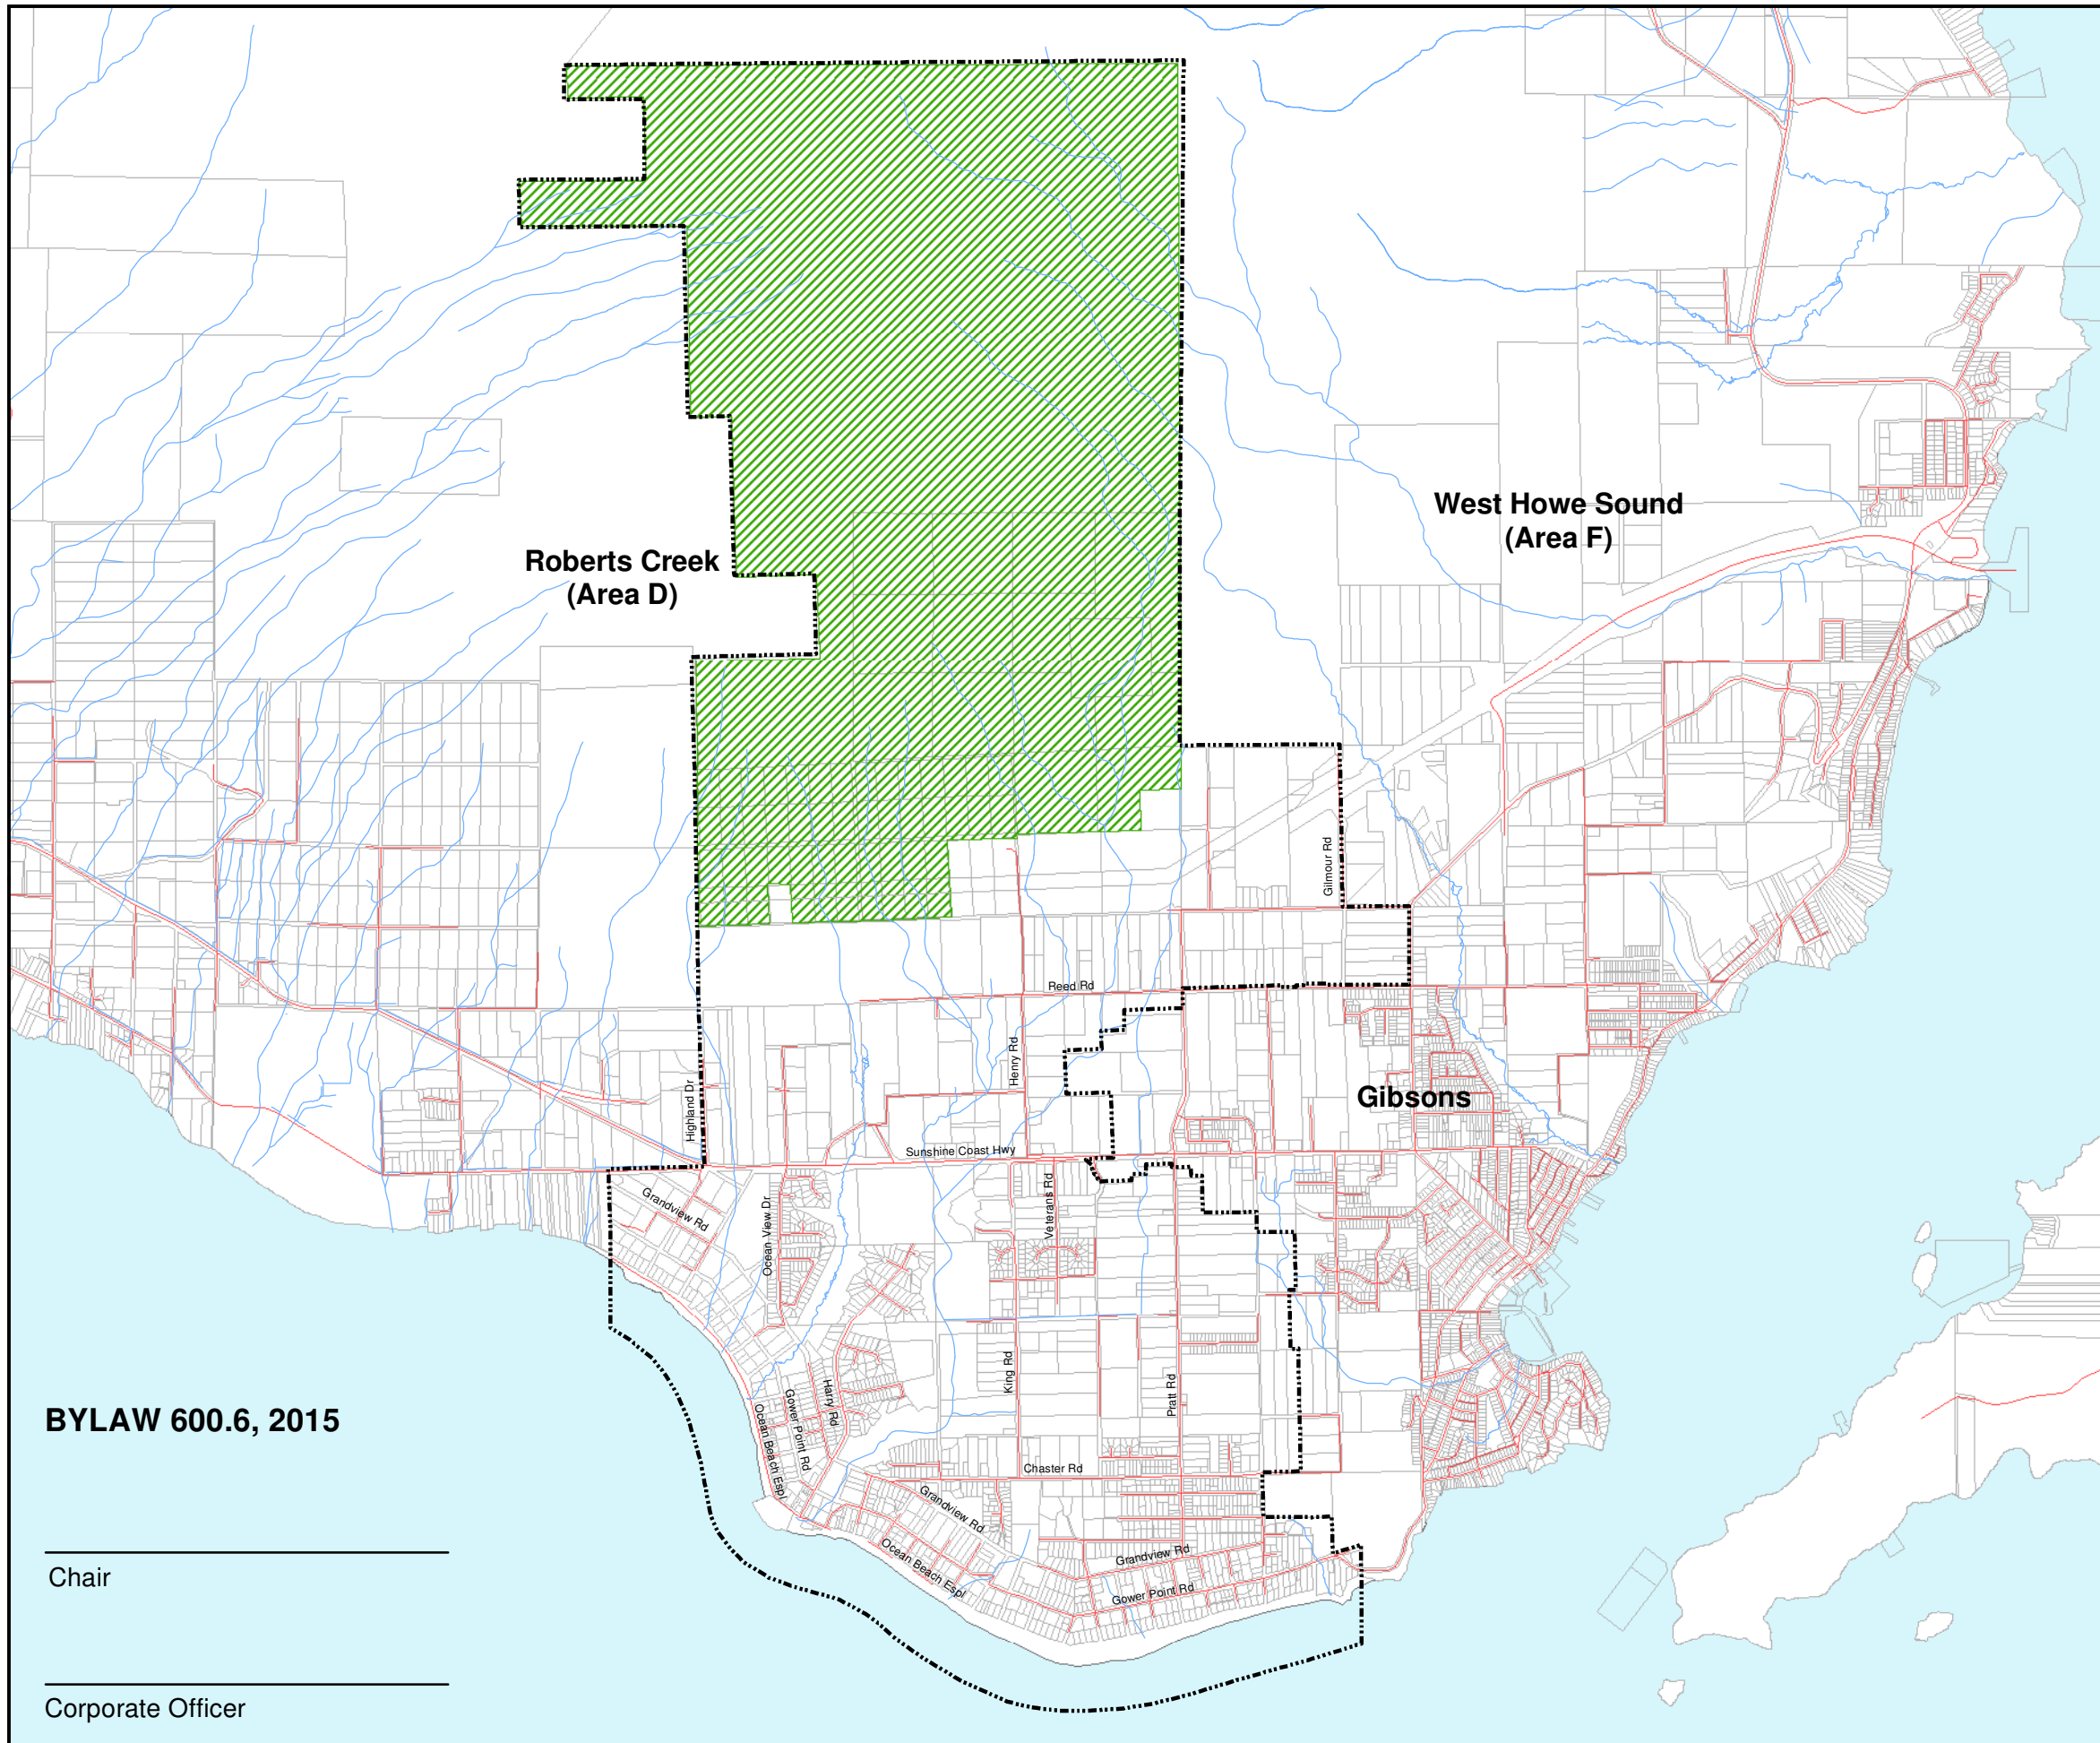 West Howe Sound
(Area F)
Roberts Creek
(Area D)
Gilmour Rd
Reed Rd
Henry Rd
Highland Dr
Gibsons
Sunshine Coast Hwy
Grandview Rd
Ocean View Dr
Veterans Rd
King Rd
Pratt Rd
Harry Rd
Gower Point Rd
Ocean Beach Espl
BYLAW 600.6, 2015
Chaster Rd
Grandview Rd
Ocean Beach Espl
Grandview Rd
Gower Point Rd
Chair
Corporate Officer